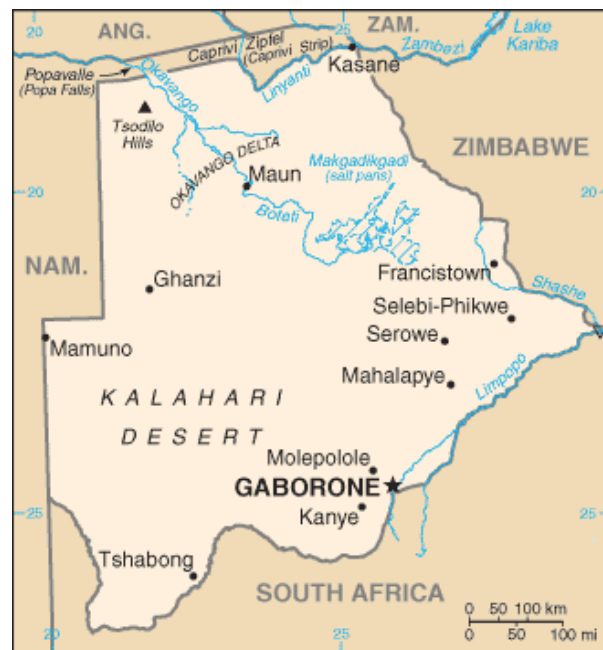 ANG.
25
ZAM.
Lake
Kariba
Caprivi Zipfel
(Caprivi Strip)
Zambezi
Popavalle
(Popa Falls)
Okavango
Linyanti
Kasane
Tsodilo
Hills
OKAVANGO DELTA
Makgadikgadi
(salt pans)
ZIMBABWE
20
Maun
20
Boteti
NAM.
Ghanzi
Francistown
Shashe
Selebi-Phikwe
Serowe
Mamuno
Mahalapye
Limpopo
KALAHARI
DESERT
Molepolole
GABORONE
Kanye
25
25
Tshabong
SOUTH AFRICA
0 50 100 km
0 50 100 mi
20
25